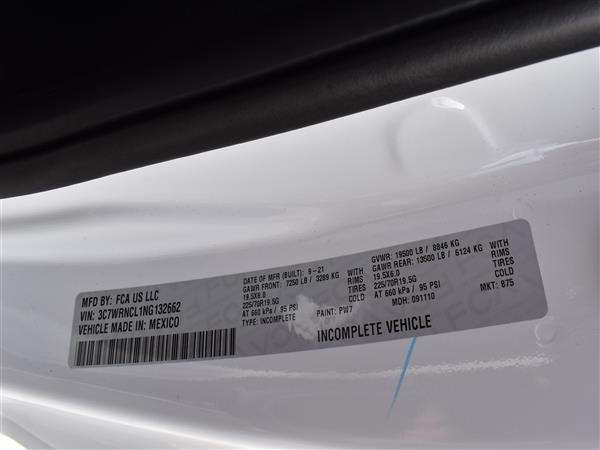 MFD BY: FCA US LLC
VIN: 3C7WRNCL1NG132662
VEHICLE MADE IN: MEXICO
DATE OF MFR (BUILT): 9-21
GAWR FRONT: 7250 LB / 3289 KG WITH
19.5X6.0 RIMS
225/70R19.5G TIRES
AT 660 kPa / 95 PSI COLD
TYPE: INCOMPLETE PAINT: PW7
GVWR: 19500 LB / 8846 KG
GAWR REAR: 13500 LB / 6124 KG WITH
19.5X6.0 RIMS
225/70R19.5G TIRES
AT 660 kPa / 95 PSI COLD
MDH: 091110 MKT: 875
INCOMPLETE VEHICLE